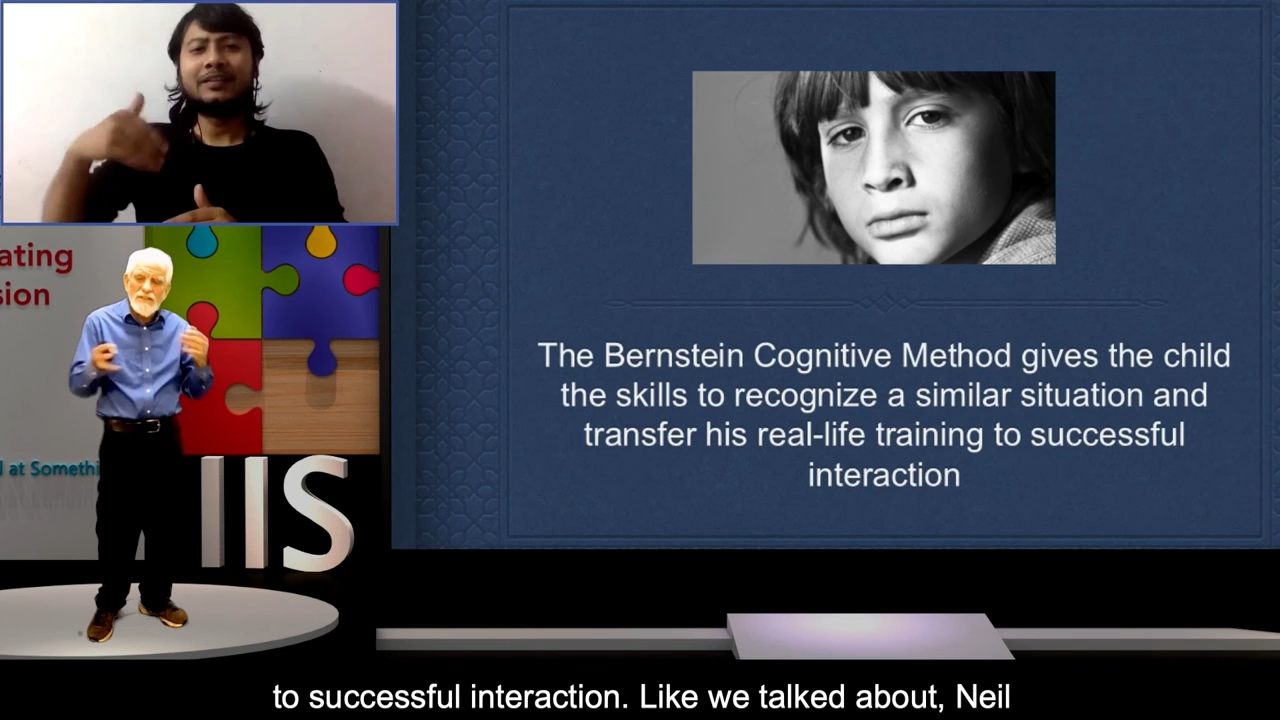 ating
sion
at Somethi
IIS
The Bernstein Cognitive Method gives the child
the skills to recognize a similar situation and
transfer his real-life training to successful
interaction
to successful interaction. Like we talked about, Neil